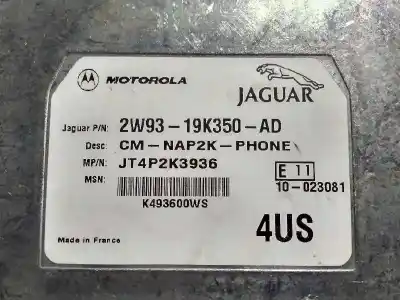 MOTOROLA
JAGUAR
Jaguar P/N: 2W93-19K350-AD
Desc: CM-NAP2K-PHONE
MP/N: JT4P2K3936
MSN:
E 11
10-023081
K493600WS
4US
Made in France